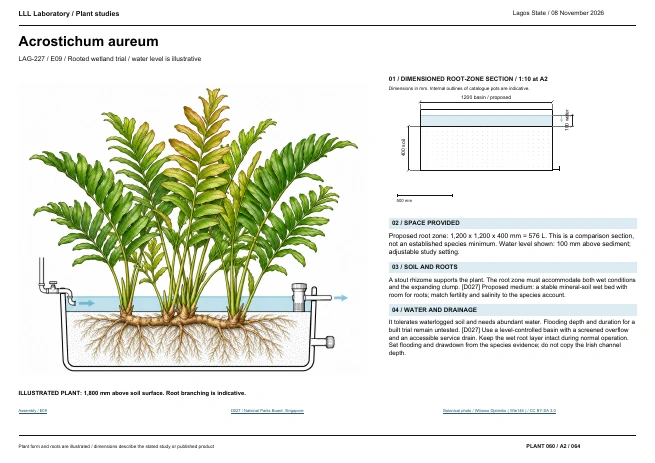 LLL Laboratory / Plant studies
Lagos State / 08 November 2026
Acrostichum aureum
LAG-227 / E09 / Rooted wetland trial / water level is illustrative
01 / DIMENSIONED ROOT-ZONE SECTION / 1:10 at A2
Dimensions in mm. Internal outlines of catalogue pots are indicative.
1200 basin / proposed
100 water
400 soil
500 mm
02 / SPACE PROVIDED
Proposed root zone: 1,200 x 1,200 x 400 mm = 576 L. This is a comparison section,
not an established species minimum. Water level shown: 100 mm above sediment;
adjustable study setting.
03 / SOIL AND ROOTS
A stout rhizome supports the plant. The root zone must accommodate both wet conditions
and the expanding clump. [D027] Proposed medium: a stable mineral-soil wet bed with
room for roots; match fertility and salinity to the species account.
04 / WATER AND DRAINAGE
It tolerates waterlogged soil and needs abundant water. Flooding depth and duration for a
built trial remain untested. [D027] Use a level-controlled basin with a screened overflow
and an accessible service drain. Keep the wet root layer intact during normal operation.
Set flooding and drawdown from the species evidence; do not copy the Irish channel
depth.
ILLUSTRATED PLANT: 1,800 mm above soil surface. Root branching is indicative.
Assembly / E09
D027 / National Parks Board, Singapore
Botanical photo / Wibowo Djatmiko
/ CC BY-SA 3.0
Plant form and roots are illustrated / dimensions describe the stated study or published product
PLANT 060 / A2 / 064